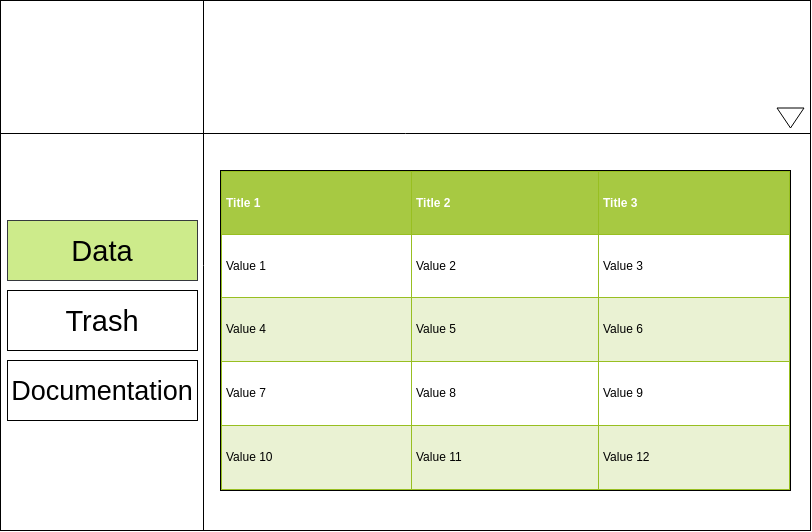 Data
Trash
Documentation
Title 1 Title 2 Title 3
Value 1 Value 2 Value 3
Value 4 Value 5 Value 6
Value 7 Value 8 Value 9
Value 10 Value 11 Value 12